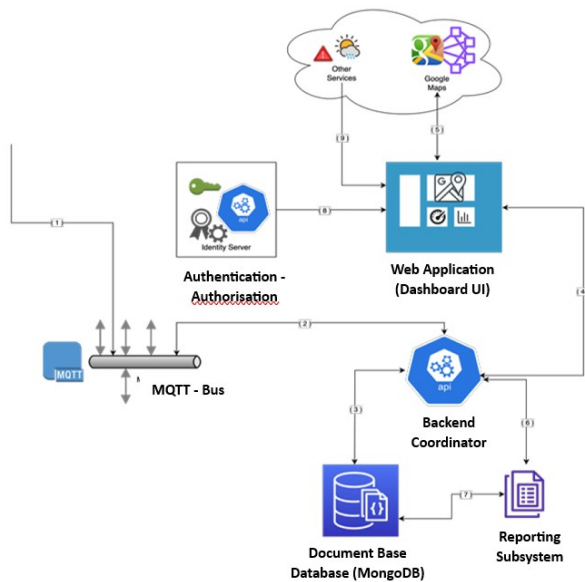 Other
Services
Google
Maps
9
5
G
1
api
Identity Server
8
Authentication -
Authorisation
Web Application
(Dashboard UI)
4
2
MQTT
MQTT - Bus
api
Backend
Coordinator
3
6
7
Document Base
Database (MongoDB)
Reporting
Subsystem